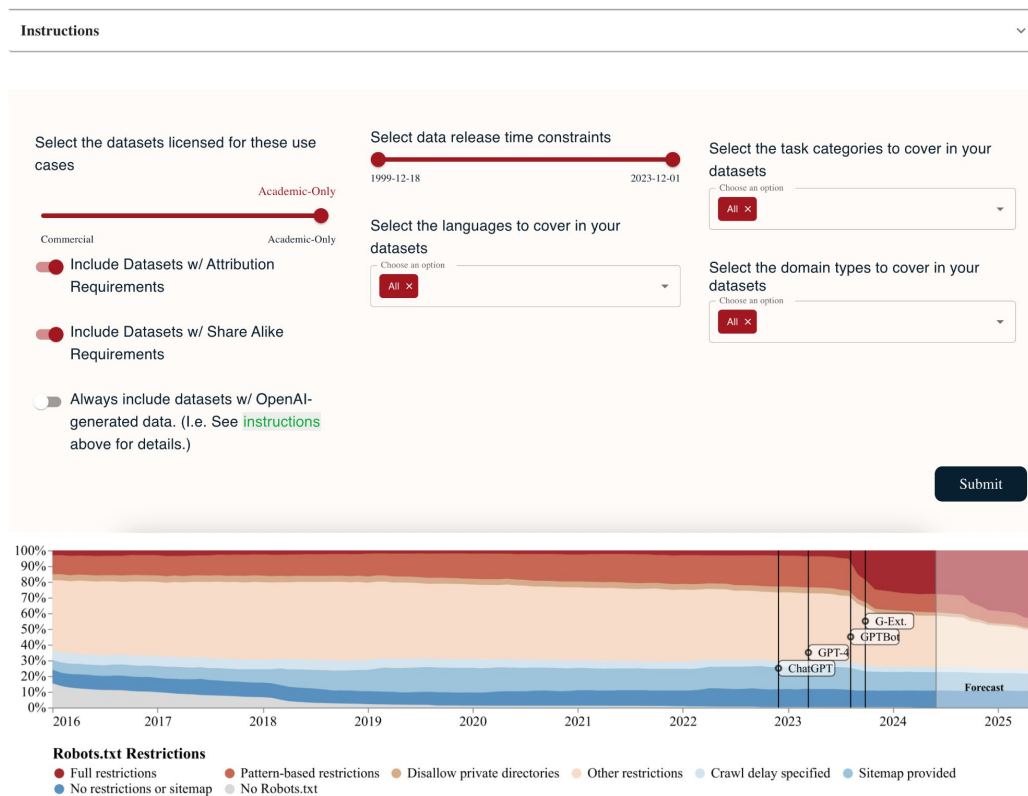 Instructions
Select the datasets licensed for these use
cases
Academic-Only
Commercial
Academic-Only
Include Datasets w/ Attribution
Requirements
Include Datasets w/ Share Alike
Requirements
Always include datasets w/ OpenAI-
generated data. (I.e. See instructions
above for details.)
Select data release time constraints
1999-12-18
2023-12-01
Select the languages to cover in your
datasets
Choose an option
All ×
Select the task categories to cover in your
datasets
Choose an option
All ×
Select the domain types to cover in your
datasets
Choose an option
All ×
Submit
100%
90%
80%
70%
60%
50%
40%
30%
20%
10%
0%
G-Ext.
GPTBot
GPT-4
ChatGPT
Forecast
2016 2017 2018 2019 2020 2021 2022 2023 2024 2025
Robots.txt Restrictions
Full restrictions Pattern-based restrictions Disallow private directories Other restrictions Crawl delay specified Sitemap provided
No restrictions or sitemap No Robots.txt